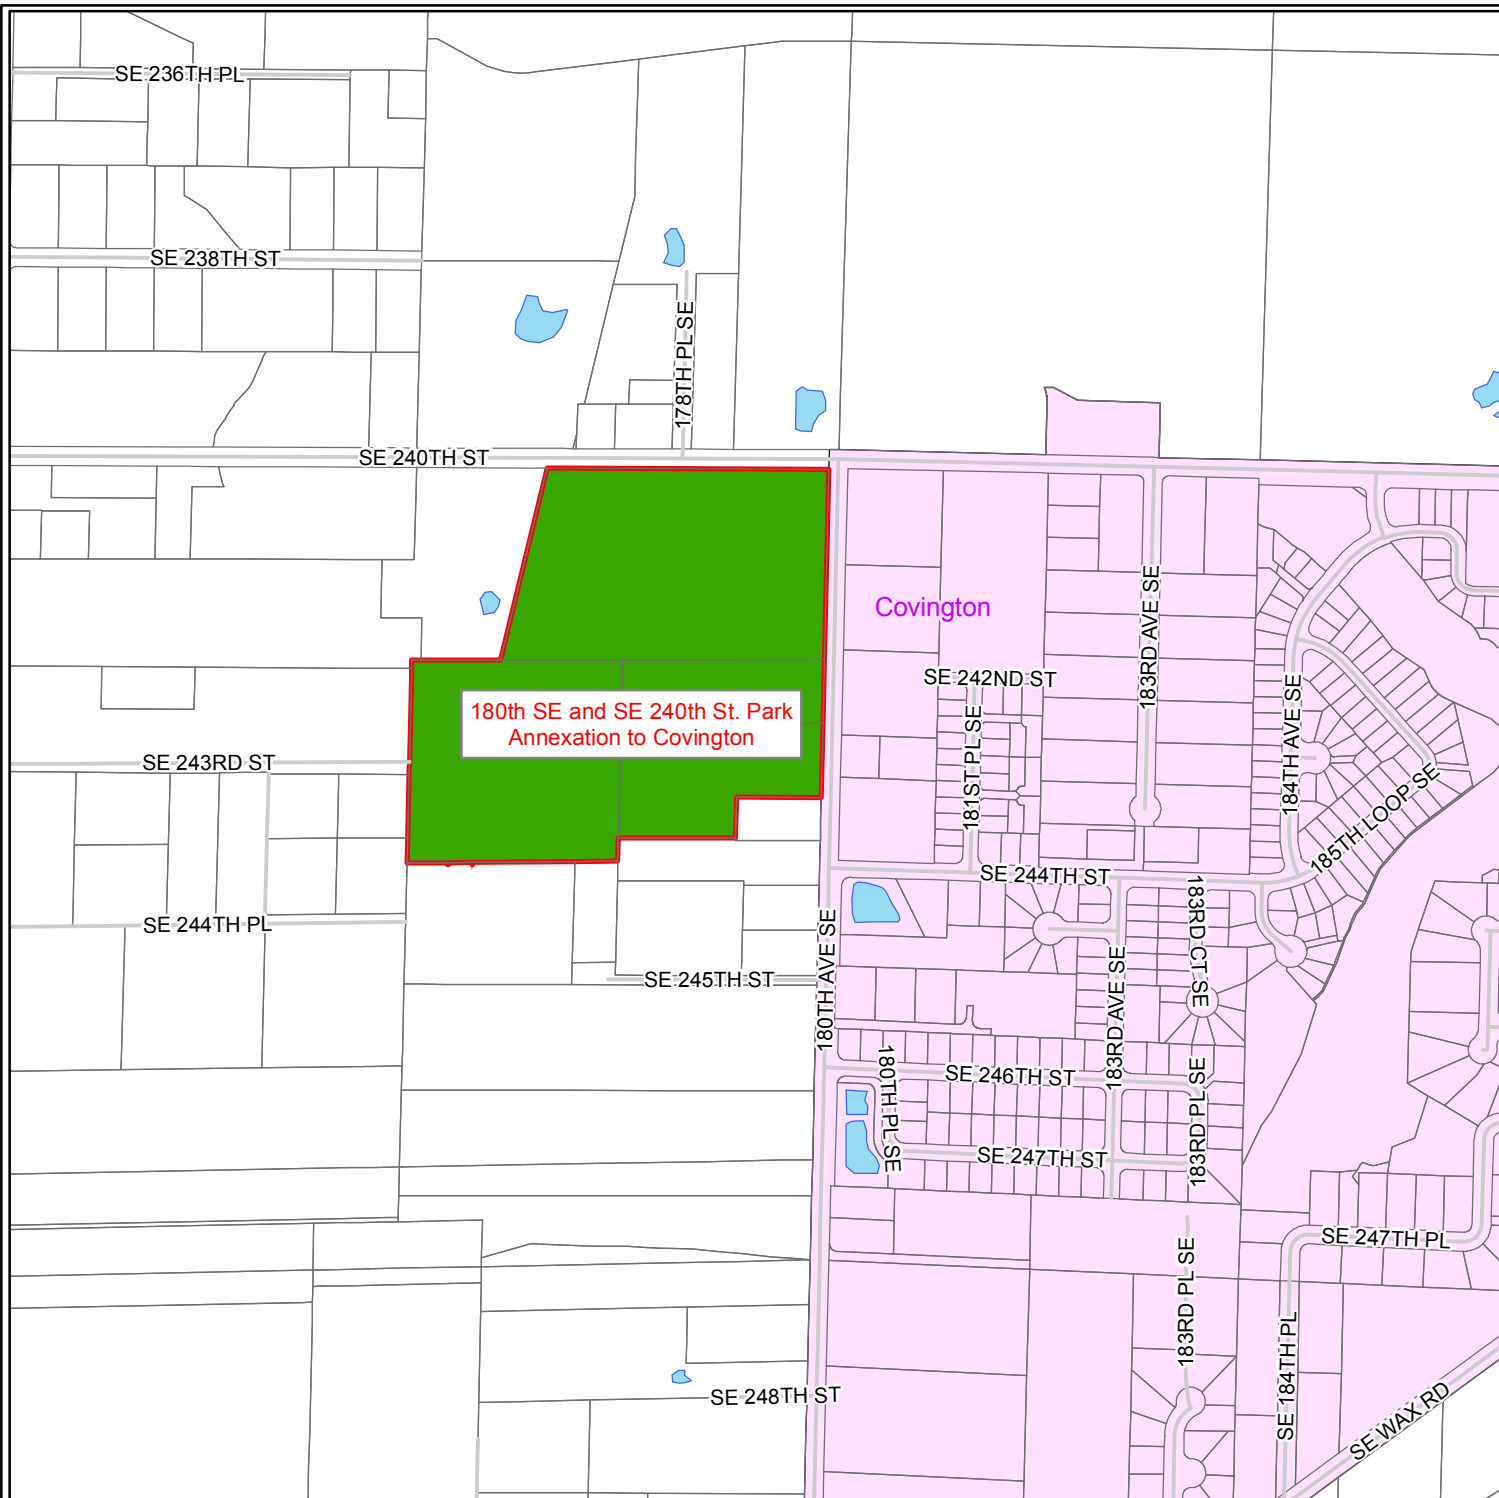 SE 236TH PL
SE 238TH ST
178TH PL SE
SE 240TH ST
Covington
183RD AVE SE
SE 242ND ST
184TH AVE SE
180th SE and SE 240th St. Park
Annexation to Covington
181ST PL SE
SE 243RD ST
185TH LOOP SE
SE 244TH ST
183RD CT SE
SE 244TH PL
180TH AVE SE
183RD AVE SE
SE 245TH ST
180TH PL SE
SE 246TH ST
183RD PL SE
SE 247TH ST
SE 247TH PL
183RD PL SE
SE 184TH PL
SE 248TH ST
SE WAX RD